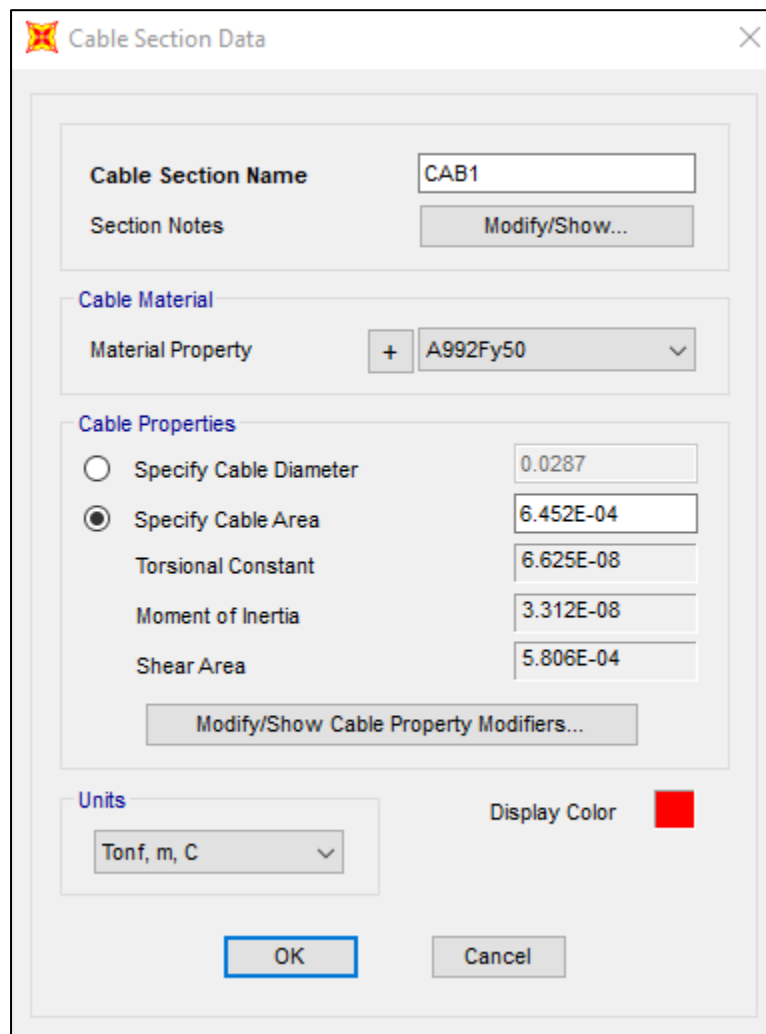 Cable Section Data
Cable Section Name CAB1
Section Notes Modify/Show...
Cable Material
Material Property + A992Fy50
Cable Properties
Specify Cable Diameter 0.0287
Specify Cable Area 6.452E-04
Torsional Constant 6.625E-08
Moment of Inertia 3.312E-08
Shear Area 5.806E-04
Modify/Show Cable Property Modifiers...
Units
Display Color
Tonf, m, C
OK Cancel